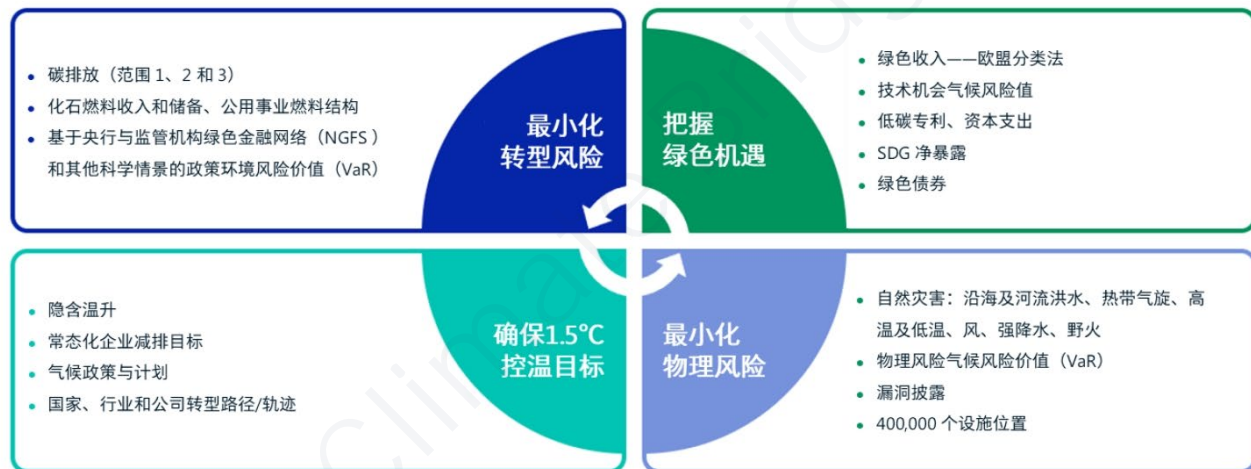 碳排放（范围 1、2 和 3）
化石燃料收入和储备、公用事业燃料结构
基于央行与监管机构绿色金融网络（NGFS ）
和其他科学情景的政策环境风险价值（VaR）
最小化
转型风险
把握
绿色机遇
绿色收入——欧盟分类法
技术机会气候风险值
低碳专利、资本支出
SDG 净暴露
绿色债券
隐含温升
常态化企业减排目标
气候政策与计划
国家、行业和公司转型路径/轨迹
确保1.5℃
控温目标
最小化
物理风险
自然灾害：沿海及河流洪水、热带气旋、高
温及低温、风、强降水、野火
物理风险气候风险价值（VaR）
漏洞披露
400,000 个设施位置
Climate Bridge